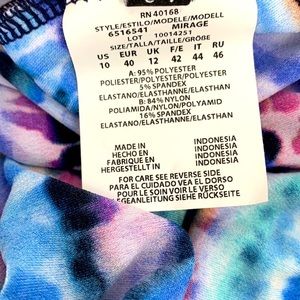 RN 40168
STYLE/ESTILO/MODELE/MODELL
6516541 MIRAGE
LOT 10014251
SIZE/TALLA/TAILLE/GRÖßE
US EUR UK F/E IT RU
10 40 12 42 44 46
A: 95% POLYESTER
POLIESTER/POLYESTER/POLYESTER
5% SPANDEX
ELASTANO/ELASTHANNE/ELASTHAN
B: 84% NYLON
POLIAMIDA/NYLON/POLYAMID
16% SPANDEX
ELASTANO/ELASTHANNE/ELASTHAN
MADE IN INDONESIA
HECHO EN INDONESIA
FABRIQUE EN INDONESIA
HERGESTELLT IN INDONESIA
FOR CARE SEE REVERSE SIDE
PARA EL CUIDADO VEA EL DORSO
POUR LE SOIN VOIR LE VERSO
EGEANLEITUNG SIEHE RÜCKSEITE